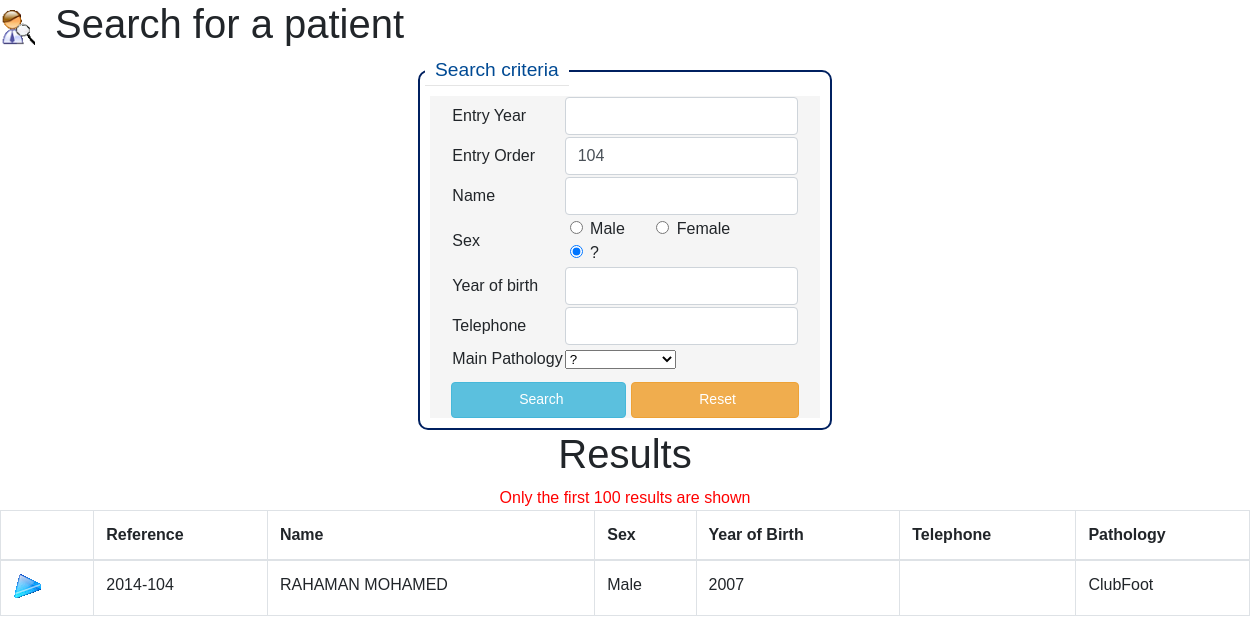 Search for a patient
Search criteria
Entry Year
Entry Order 104
Name
Sex Male Female
?
Year of birth
Telephone
Main Pathology ?
Search Reset
Results
Only the first 100 results are shown
Reference Name Sex Year of Birth Telephone Pathology
2014-104 RAHAMAN MOHAMED Male 2007 ClubFoot